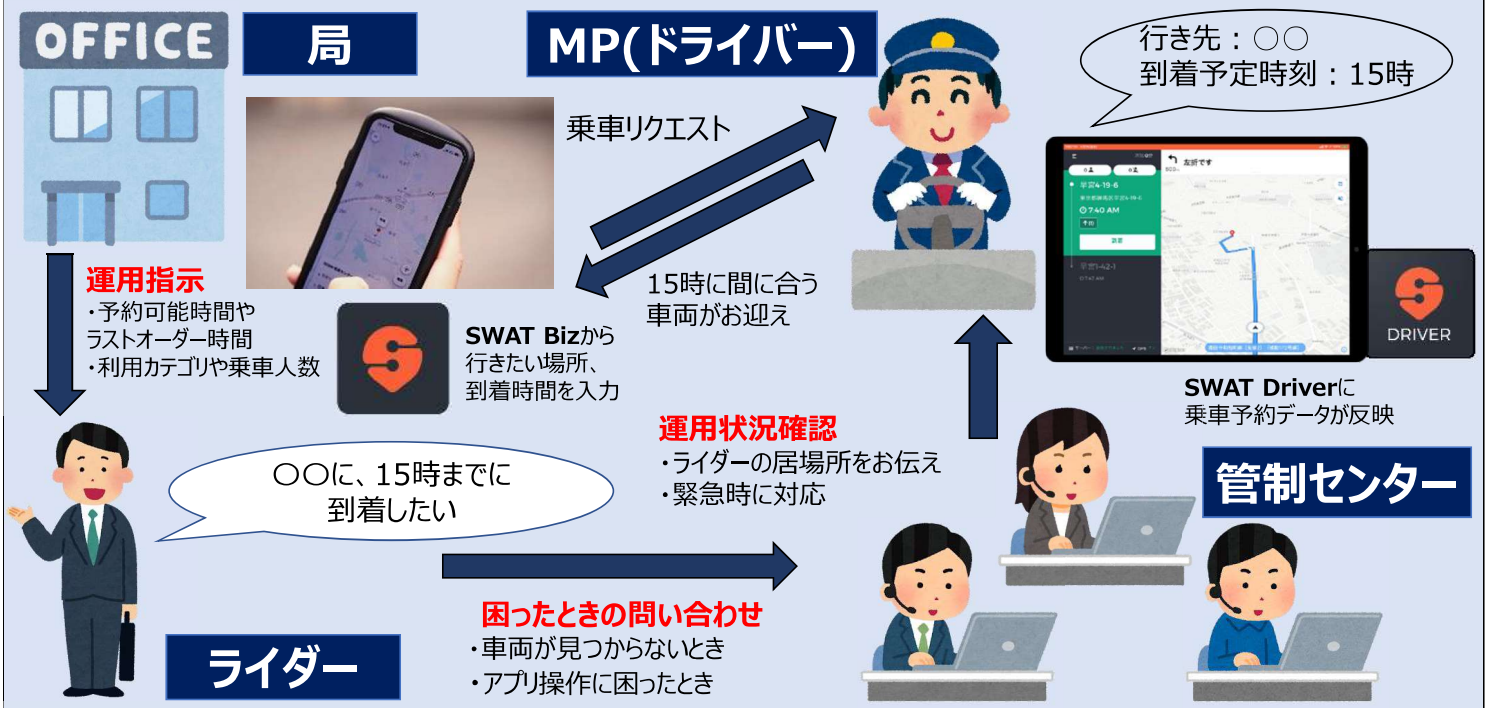 OFFICE
局
MP(ドライバー)
行き先：〇〇
到着予定時刻：15時
乗車リクエスト
左折です
早宮4-19-6
7:40 AM
早宮1-42-1
15時に間に合う
車両がお迎え
運用指示
・予約可能時間や
ラストオーダー時間
・利用カテゴリや乗車人数
SWAT Bizから
行きたい場所、
到着時間を入力
DRIVER
SWAT Driverに
乗車予約データが反映
運用状況確認
・ライダーの居場所をお伝え
・緊急時に対応
管制センター
〇〇に、15時までに
到着したい
困ったときの問い合わせ
・車両が見つからないとき
・アプリ操作に困ったとき
ライダー